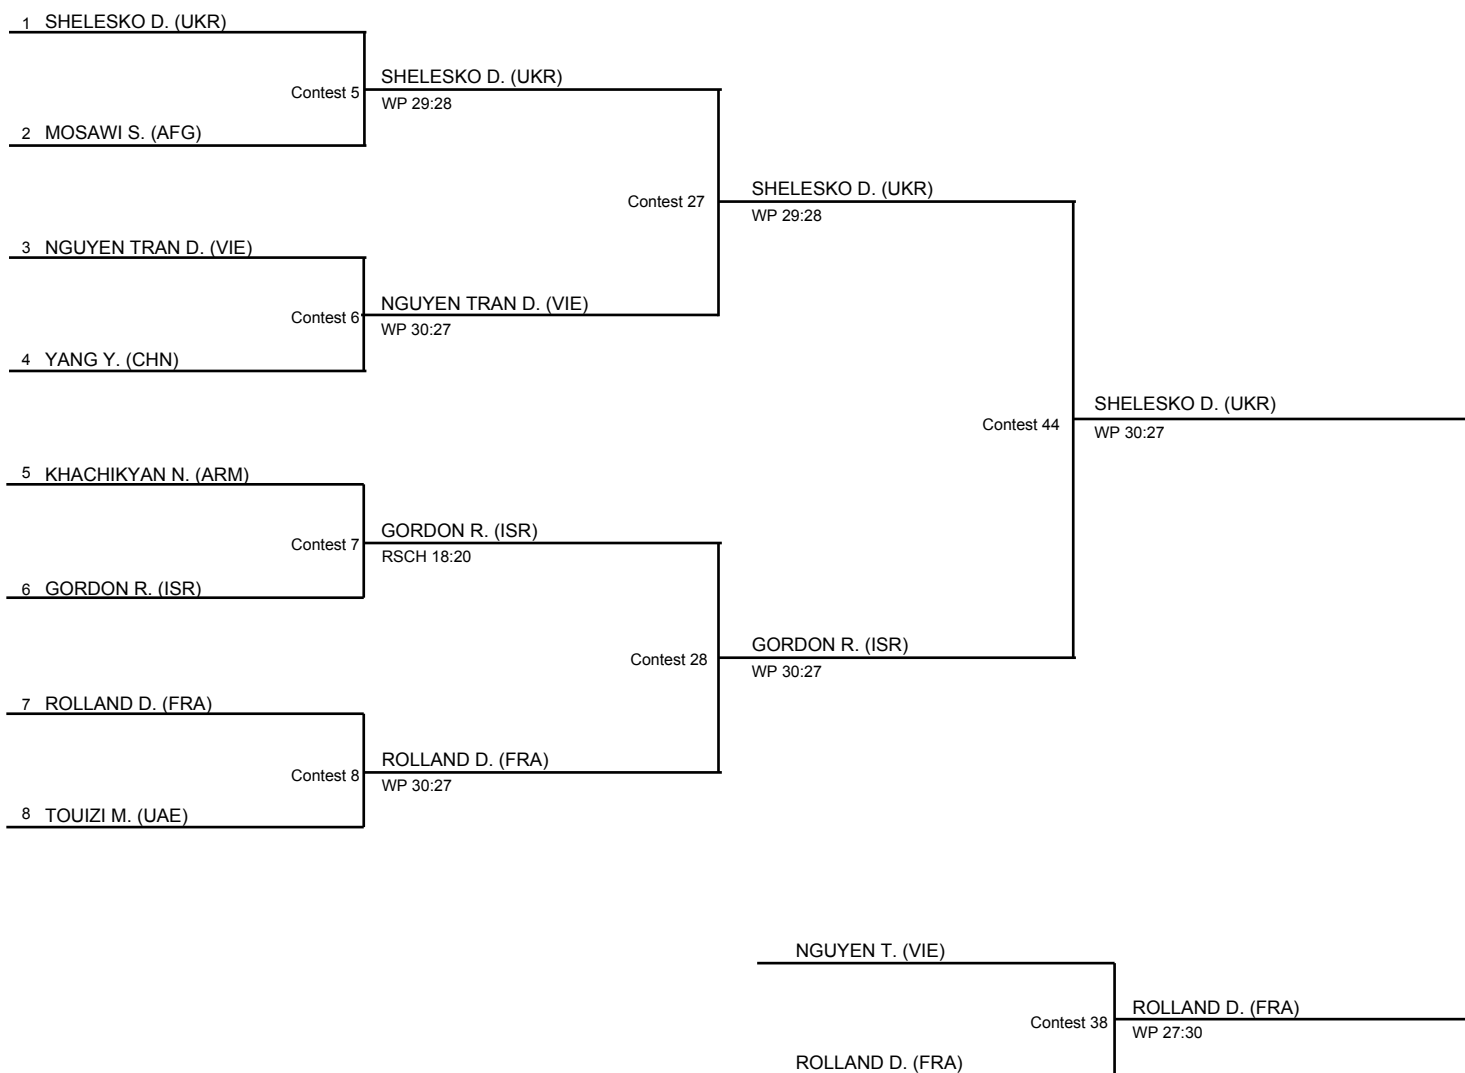 1 SHELESKO D. (UKR)
SHELESKO D. (UKR)
Contest 5
WP 29:28
2 MOSAWI S. (AFG)
SHELESKO D. (UKR)
Contest 27
WP 29:28
3 NGUYEN TRAN D. (VIE)
NGUYEN TRAN D. (VIE)
Contest 6
WP 30:27
4 YANG Y. (CHN)
SHELESKO D. (UKR)
Contest 44
WP 30:27
5 KHACHIKYAN N. (ARM)
GORDON R. (ISR)
Contest 7
RSCH 18:20
6 GORDON R. (ISR)
GORDON R. (ISR)
Contest 28
WP 30:27
7 ROLLAND D. (FRA)
ROLLAND D. (FRA)
Contest 8
WP 30:27
8 TOUIZI M. (UAE)
NGUYEN T. (VIE)
ROLLAND D. (FRA)
Contest 38
WP 27:30
ROLLAND D. (FRA)